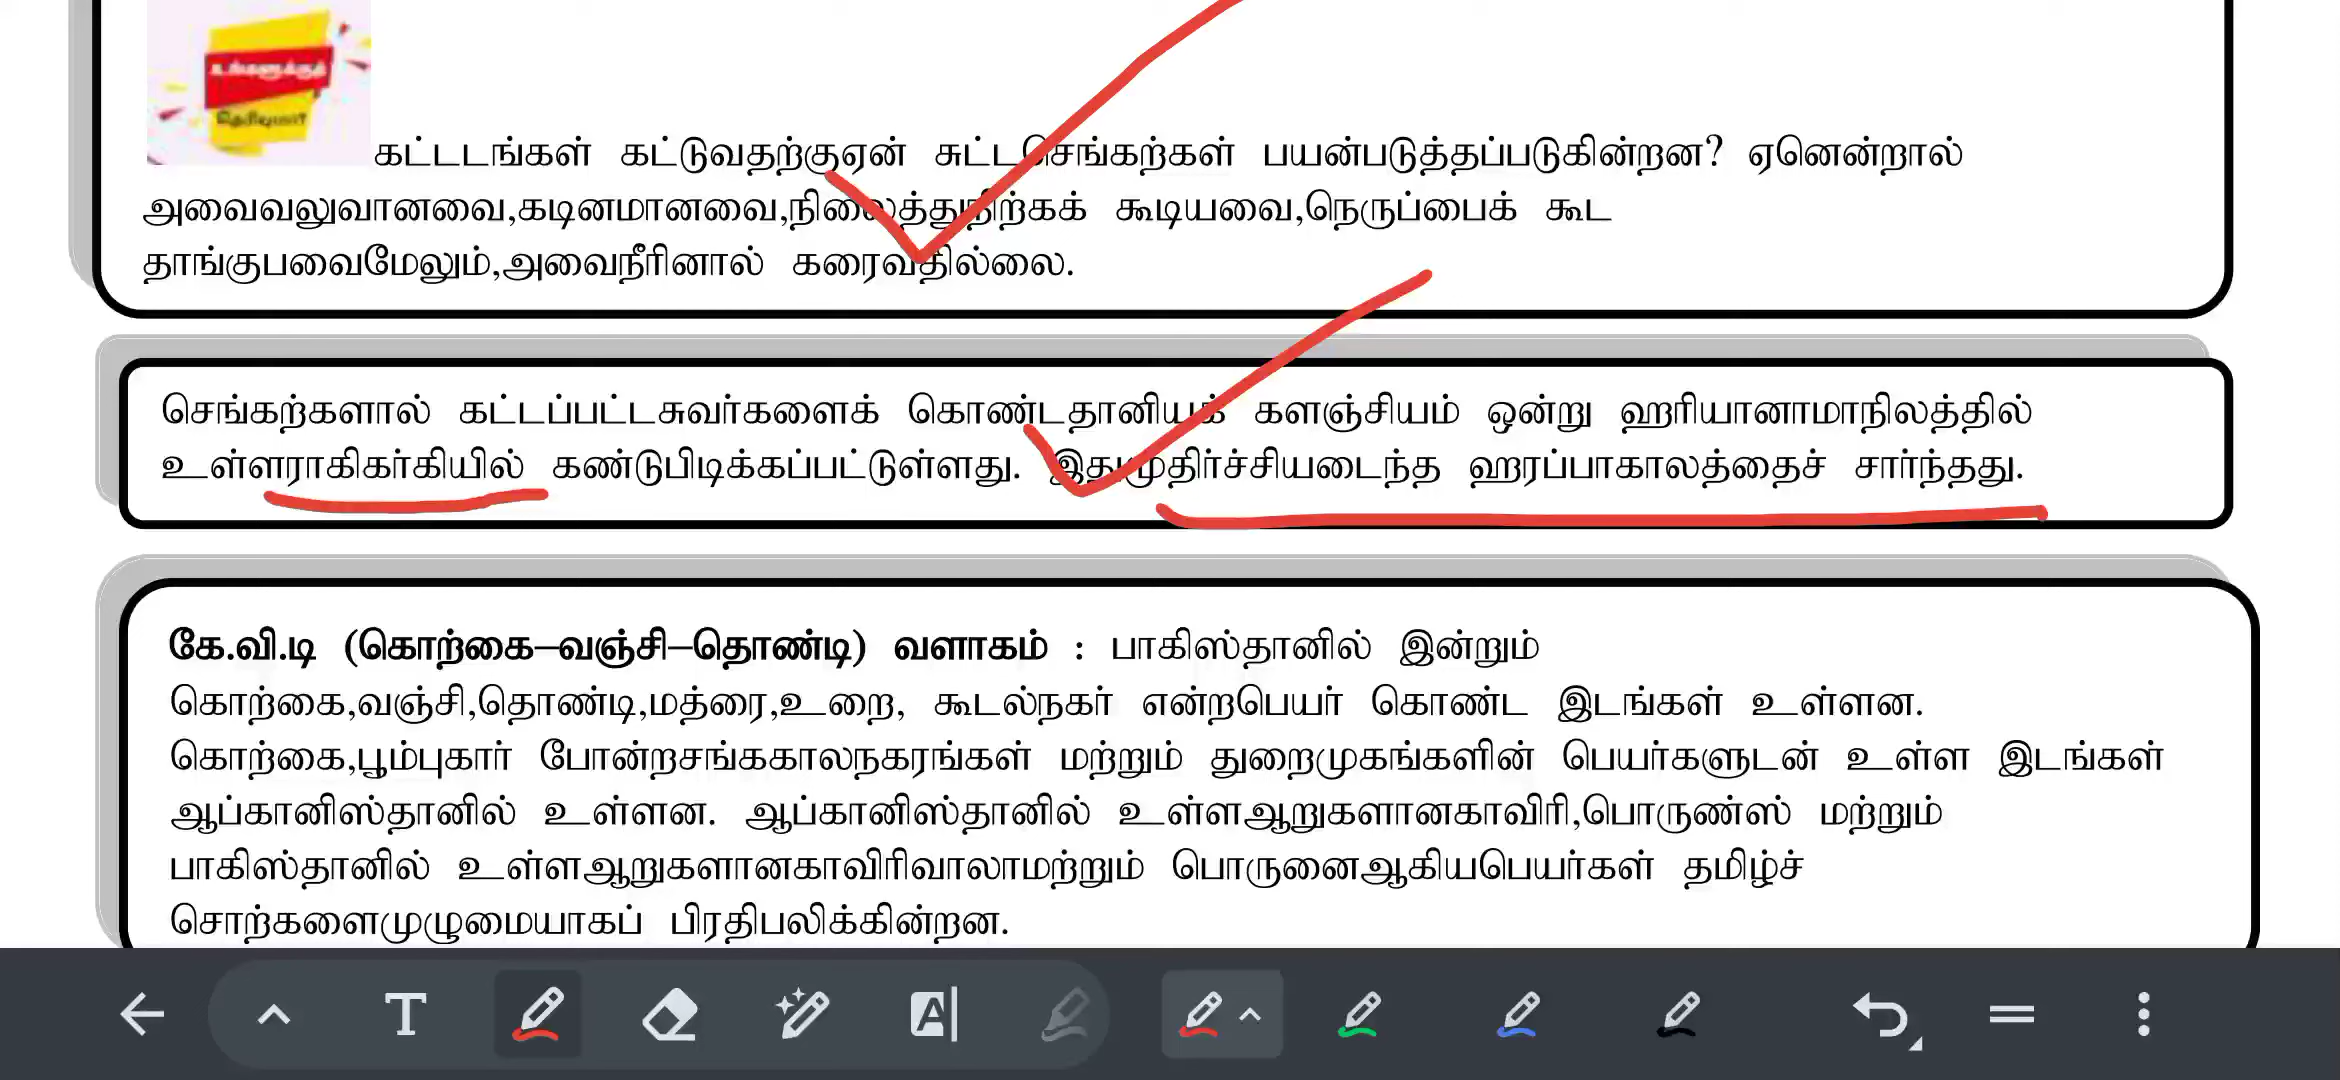 உங்களுக்குத்
தெரியுமா?
கட்டடங்கள் கட்டுவதற்குஏன் சுட்டசெங்கற்கள் பயன்படுத்தப்படுகின்றன? ஏனென்றால்
அவைவலுவானவை,கடினமானவை,நிலைத்துநிற்கக் கூடியவை,நெருப்பைக் கூட
தாங்குபவைமேலும்,அவைநீரினால் கரைவதில்லை.
செங்கற்களால் கட்டப்பட்டசுவர்களைக் கொண்டதானியக் களஞ்சியம் ஒன்று ஹரியானாமாநிலத்தில்
உள்ளராகிகர்கியில் கண்டுபிடிக்கப்பட்டுள்ளது. இதுமுதிர்ச்சியடைந்த ஹரப்பாகாலத்தைச் சார்ந்தது.
கே.வி.டி (கொற்கை–வஞ்சி–தொண்டி) வளாகம் : பாகிஸ்தானில் இன்றும்
கொற்கை,வஞ்சி,தொண்டி,மத்ரை,உறை, கூடல்நகர் என்றபெயர் கொண்ட இடங்கள் உள்ளன.
கொற்கை,பூம்புகார் போன்றசங்ககாலநகரங்கள் மற்றும் துறைமுகங்களின் பெயர்களுடன் உள்ள இடங்கள்
ஆப்கானிஸ்தானில் உள்ளன. ஆப்கானிஸ்தானில் உள்ளஆறுகளானகாவிரி,பொருண்ஸ் மற்றும்
பாகிஸ்தானில் உள்ளஆறுகளானகாவிரிவாலாமற்றும் பொருனைஆகியபெயர்கள் தமிழ்ச்
சொற்களைமுழுமையாகப் பிரதிபலிக்கின்றன.